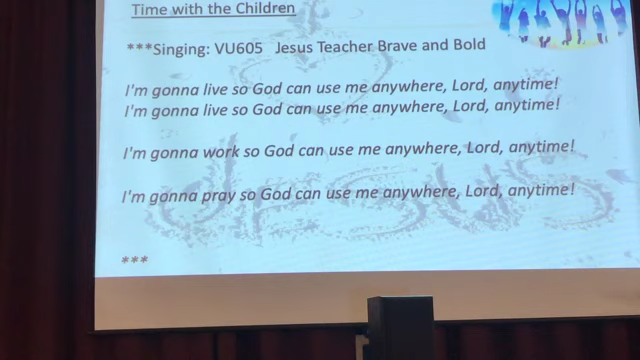 Time with the Children
***Singing: VU605 Jesus Teacher Brave and Bold
I'm gonna live so God can use me anywhere, Lord, anytime!
I'm gonna live so God can use me anywhere, Lord, anytime!
I'm gonna work so God can use me anywhere, Lord, anytime!
I'm gonna pray so God can use me anywhere, Lord, anytime!
Jesus
***